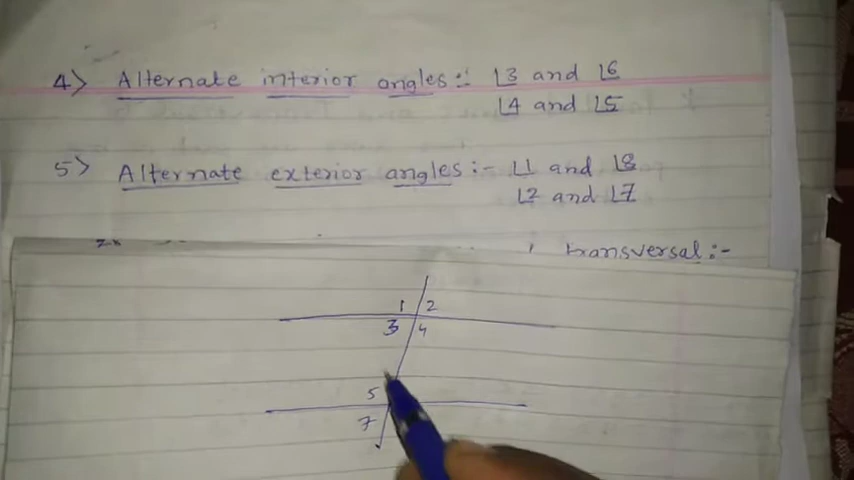 4> Alternate interior angles :- ∠3 and ∠6
∠4 and ∠5
5> Alternate exterior angles :- ∠1 and ∠8
∠2 and ∠7
transversal :-
1 2
3 4
5
7